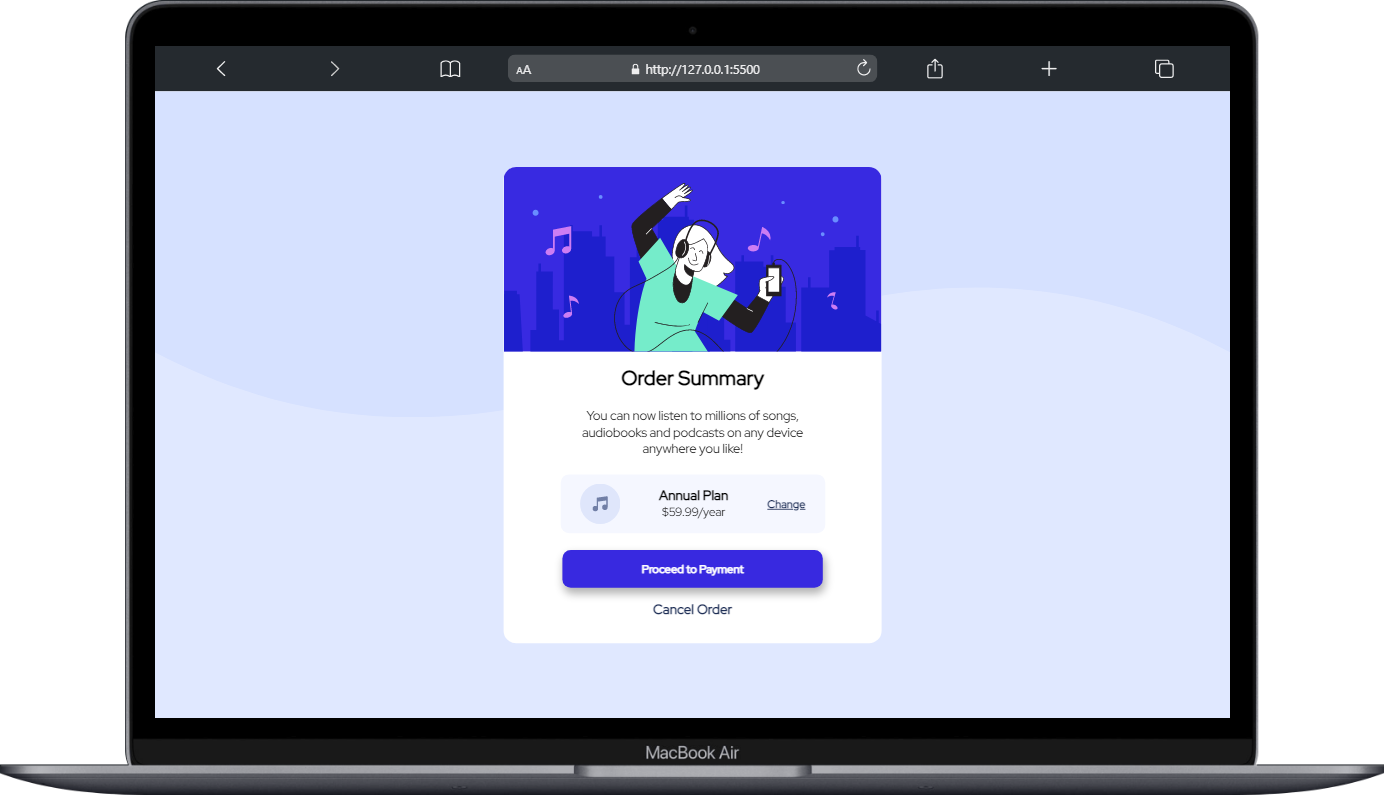 AA
http://127.0.0.1:5500
Order Summary
You can now listen to millions of songs,
audiobooks and podcasts on any device
anywhere you like!
Annual Plan
$59.99/year
Change
Proceed to Payment
Cancel Order
MacBook Air